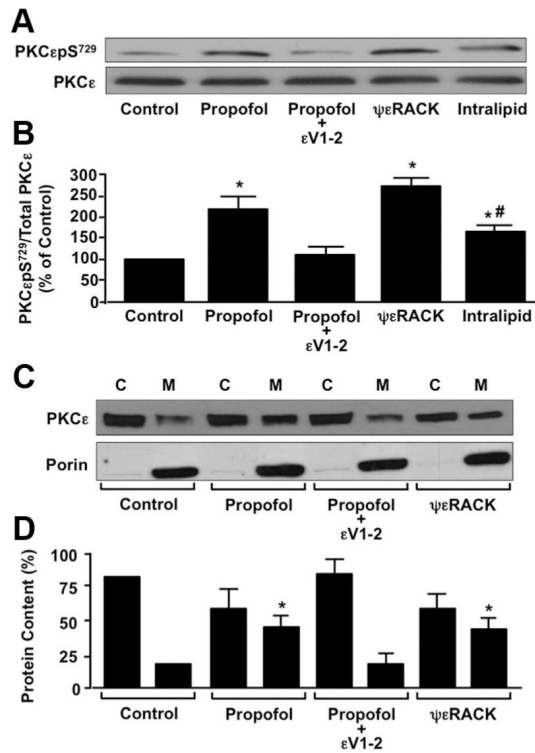 A
PKCεpS729
PKCε
Control Propofol Propofol + εV1-2 ψεRACK Intralipid
B
PKCεpS729/Total PKCε
(% of Control)
300
250
200
150
100
50
0
*
*
*#
Control Propofol Propofol + εV1-2 ψεRACK Intralipid
C
C M C M C M C M
PKCε
Porin
Control Propofol Propofol + εV1-2 ψεRACK
D
Protein Content (%)
100
75
50
25
0
*
*
Control Propofol Propofol + εV1-2 ψεRACK